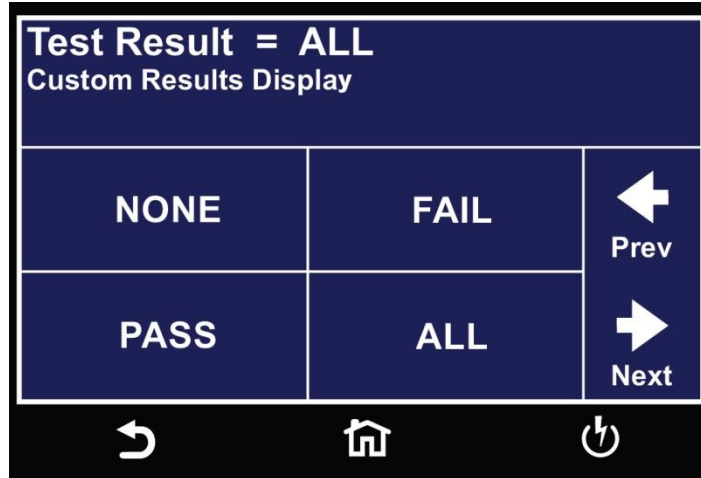 Test Result = ALL
Custom Results Display
NONE
FAIL
Prev
PASS
ALL
Next